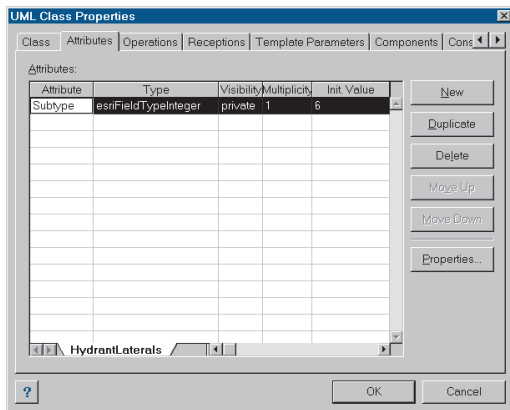 UML Class Properties
Class Attributes Operations Receptions Template Parameters Components Cons
Attributes:
Attribute Type Visibility Multiplicity Init. Value
Subtype esriFieldTypeInteger private 1 6
New
Duplicate
Delete
Move Up
Move Down
Properties...
HydrantLaterals
? OK Cancel